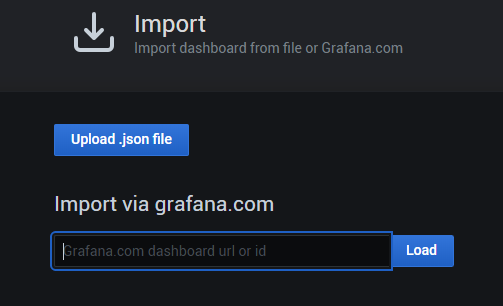 Import
Import dashboard from file or Grafana.com
Upload .json file
Import via grafana.com
Grafana.com dashboard url or id
Load